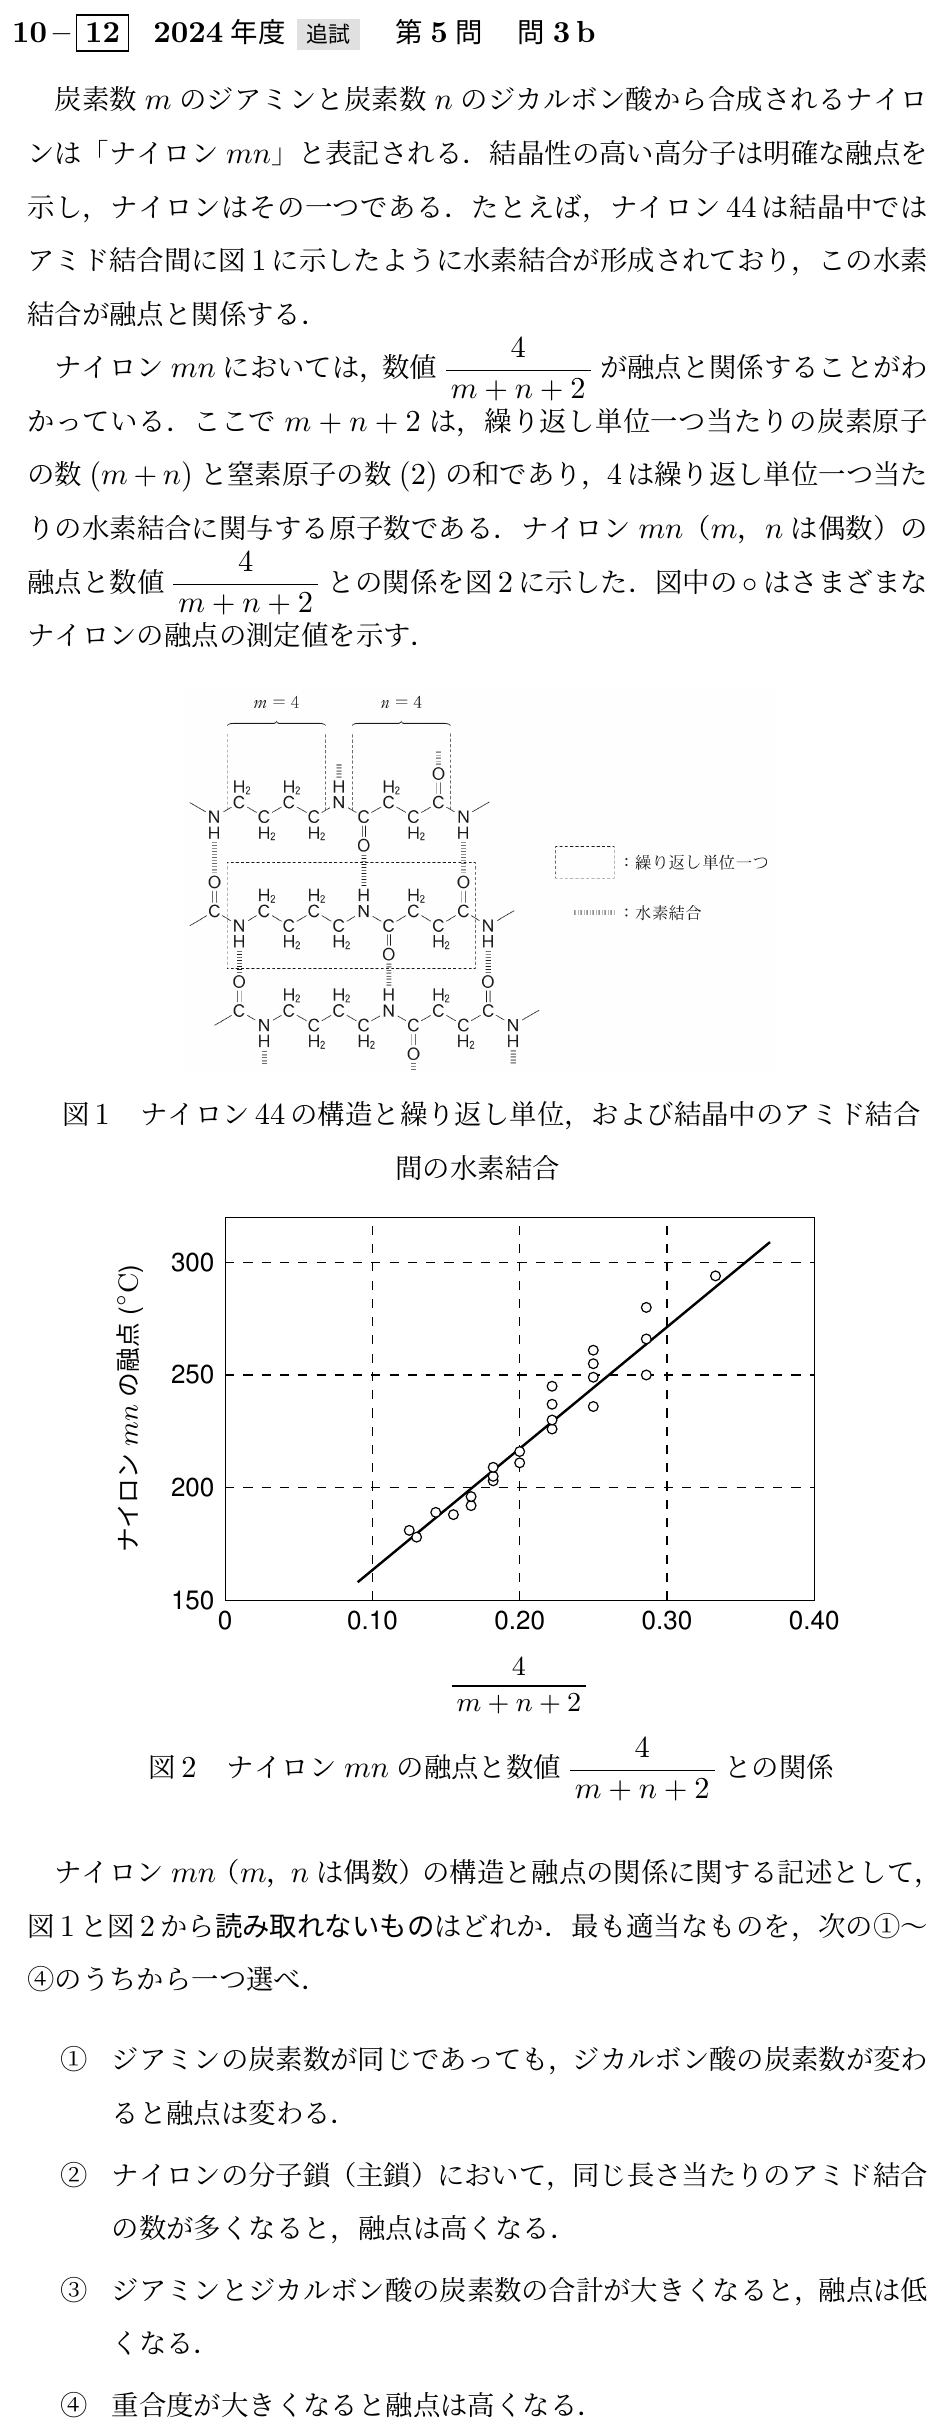 10－12 2024年度 追試 第5問 問3b
炭素数 m のジアミンと炭素数 n のジカルボン酸から合成されるナイロ
ンは「ナイロン mn」と表記される．結晶性の高い高分子は明確な融点を
示し，ナイロンはその一つである．たとえば，ナイロン 44 は結晶中では
アミド結合間に図 1 に示したように水素結合が形成されており，この水素
結合が融点と関係する．
ナイロン mn においては，数値 4/(m + n + 2) が融点と関係することがわ
かっている．ここで m + n + 2 は，繰り返し単位一つ当たりの炭素原子
の数 (m + n) と窒素原子の数 (2) の和であり，4 は繰り返し単位一つ当た
りの水素結合に関与する原子数である．ナイロン mn（m，n は偶数）の
融点と数値 4/(m + n + 2) との関係を図 2 に示した．図中の○はさまざまな
ナイロンの融点の測定値を示す．
m = 4 n = 4
O
H2 H2 H H2
C C N C C
N C C C C N
H H2 H2 H2 H
O
O O
H2 H2 H H2
C C C N C C
N C C C C N
H H2 H2 H2 H
O
O O
H2 H2 H H2
C C C N C C
N C C C C N
H H2 H2 H2 H
O
：繰り返し単位一つ
：水素結合
図 1 ナイロン 44 の構造と繰り返し単位，および結晶中のアミド結合
間の水素結合
ナイロン mn の融点 (°C)
300
250
200
150
0 0.10 0.20 0.30 0.40
4/(m + n + 2)
図 2 ナイロン mn の融点と数値 4/(m + n + 2) との関係
ナイロン mn（m，n は偶数）の構造と融点の関係に関する記述として，
図 1 と図 2 から読み取れないものはどれか．最も適当なものを，次の①～
④のうちから一つ選べ．
① ジアミンの炭素数が同じであっても，ジカルボン酸の炭素数が変わ
ると融点は変わる．
② ナイロンの分子鎖（主鎖）において，同じ長さ当たりのアミド結合
の数が多くなると，融点は高くなる．
③ ジアミンとジカルボン酸の炭素数の合計が大きくなると，融点は低
くなる．
④ 重合度が大きくなると融点は高くなる．